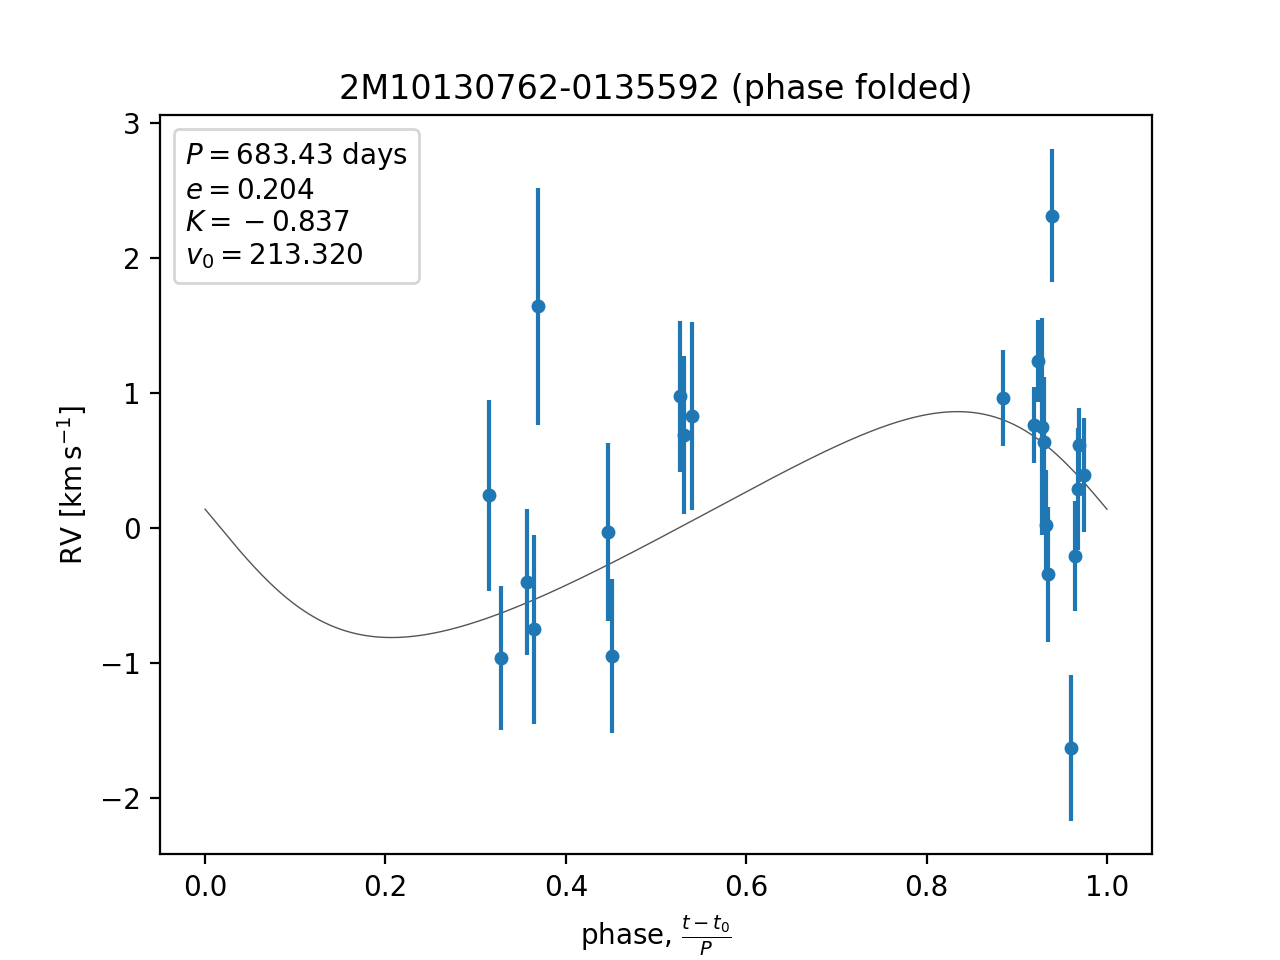 2M10130762-0135592 (phase folded)
P = 683.43 days
e = 0.204
K = −0.837
v₀ = 213.320
3
2
1
0
−1
−2
RV [km s⁻¹]
0.0 0.2 0.4 0.6 0.8 1.0
phase, (t − t₀)/P